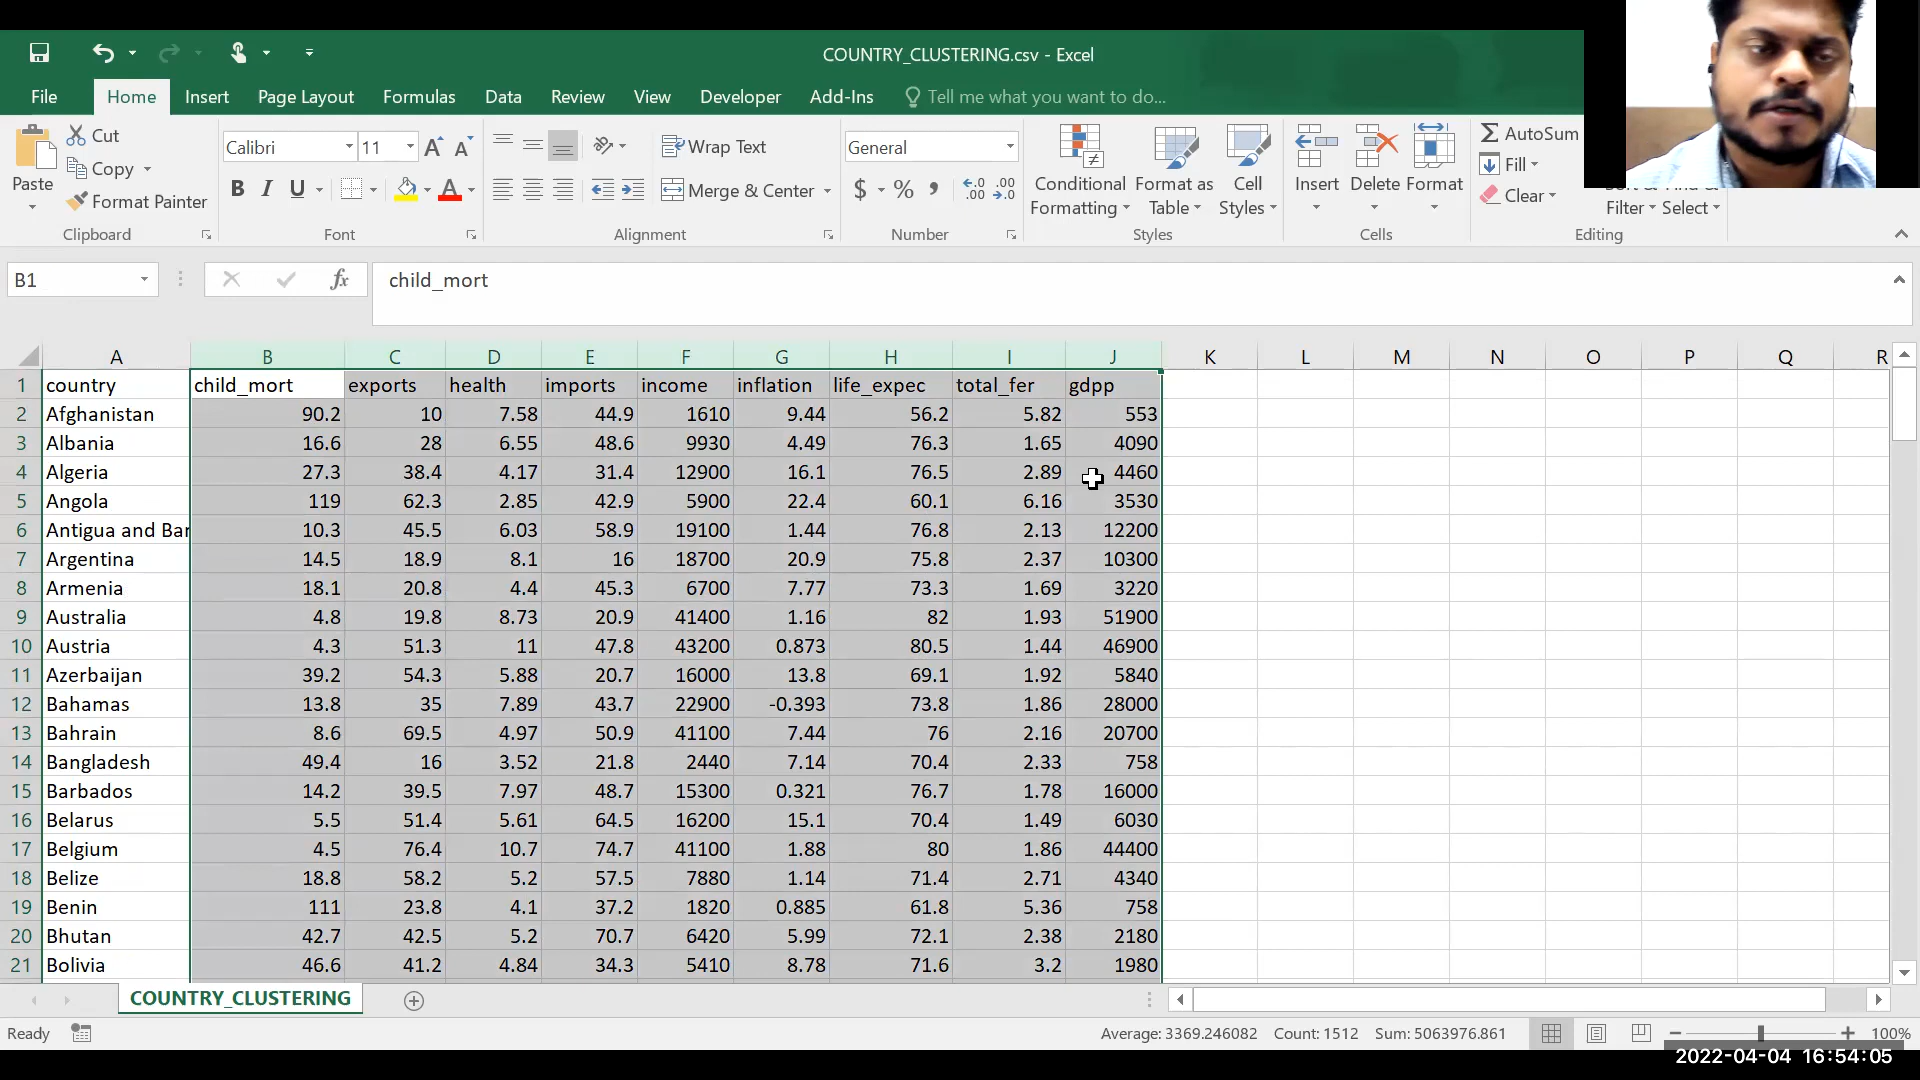 COUNTRY_CLUSTERING.csv - Excel
File Home Insert Page Layout Formulas Data Review View Developer Add-Ins Tell me what you want to do...
Paste Cut Copy Format Painter Clipboard
Calibri 11 A A B I U A Font
Wrap Text Merge & Center Alignment
General $ % , Number
Conditional Formatting Format as Table Cell Styles Styles
Insert Delete Format Cells
AutoSum Fill Clear Filter Select Editing
B1 fx child_mort
A B C D E F G H I J K L M N O P Q R
1 country child_mort exports health imports income inflation life_expec total_fer gdpp
2 Afghanistan 90.2 10 7.58 44.9 1610 9.44 56.2 5.82 553
3 Albania 16.6 28 6.55 48.6 9930 4.49 76.3 1.65 4090
4 Algeria 27.3 38.4 4.17 31.4 12900 16.1 76.5 2.89 4460
5 Angola 119 62.3 2.85 42.9 5900 22.4 60.1 6.16 3530
6 Antigua and Bar 10.3 45.5 6.03 58.9 19100 1.44 76.8 2.13 12200
7 Argentina 14.5 18.9 8.1 16 18700 20.9 75.8 2.37 10300
8 Armenia 18.1 20.8 4.4 45.3 6700 7.77 73.3 1.69 3220
9 Australia 4.8 19.8 8.73 20.9 41400 1.16 82 1.93 51900
10 Austria 4.3 51.3 11 47.8 43200 0.873 80.5 1.44 46900
11 Azerbaijan 39.2 54.3 5.88 20.7 16000 13.8 69.1 1.92 5840
12 Bahamas 13.8 35 7.89 43.7 22900 -0.393 73.8 1.86 28000
13 Bahrain 8.6 69.5 4.97 50.9 41100 7.44 76 2.16 20700
14 Bangladesh 49.4 16 3.52 21.8 2440 7.14 70.4 2.33 758
15 Barbados 14.2 39.5 7.97 48.7 15300 0.321 76.7 1.78 16000
16 Belarus 5.5 51.4 5.61 64.5 16200 15.1 70.4 1.49 6030
17 Belgium 4.5 76.4 10.7 74.7 41100 1.88 80 1.86 44400
18 Belize 18.8 58.2 5.2 57.5 7880 1.14 71.4 2.71 4340
19 Benin 111 23.8 4.1 37.2 1820 0.885 61.8 5.36 758
20 Bhutan 42.7 42.5 5.2 70.7 6420 5.99 72.1 2.38 2180
21 Bolivia 46.6 41.2 4.84 34.3 5410 8.78 71.6 3.2 1980
COUNTRY_CLUSTERING
Ready Average: 3369.246082 Count: 1512 Sum: 5063976.861 100%
2022-04-04 16:54:05